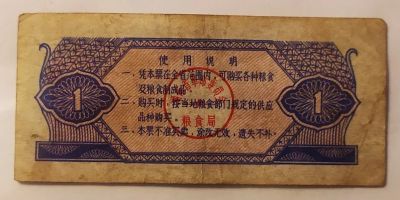 使用说明
一、凭本票在全省范围内,可购买各种粮食
及粮食制成品。
二、购买时,按当地粮食部门规定的供应
品种购买。
三、本票不准买卖,涂改无效,遗失不补。
粮食局
1
1